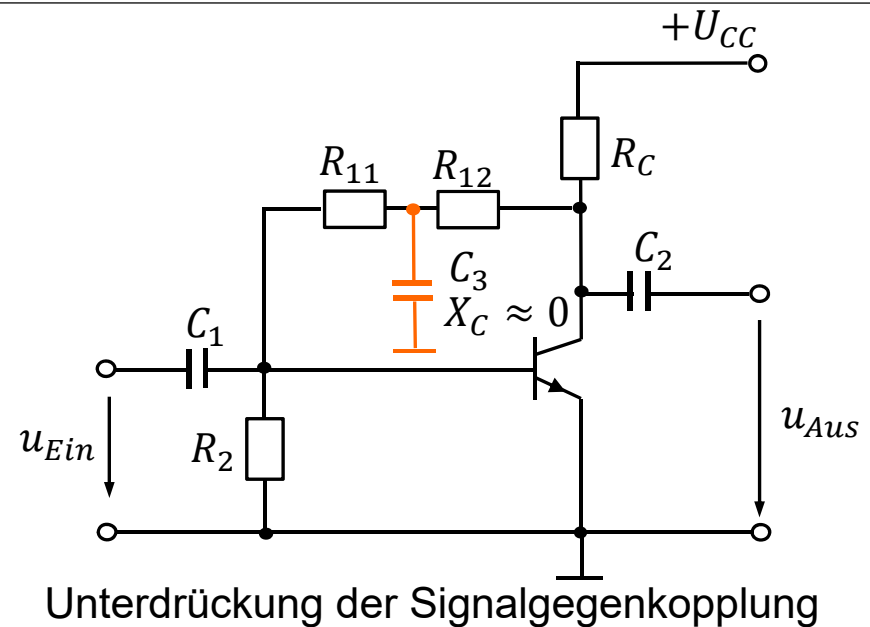 +U_CC
R_C
R_11 R_12
C_3
X_C ≈ 0
C_2
C_1
u_Ein
R_2
u_Aus
Unterdrückung der Signalgegenkopplung